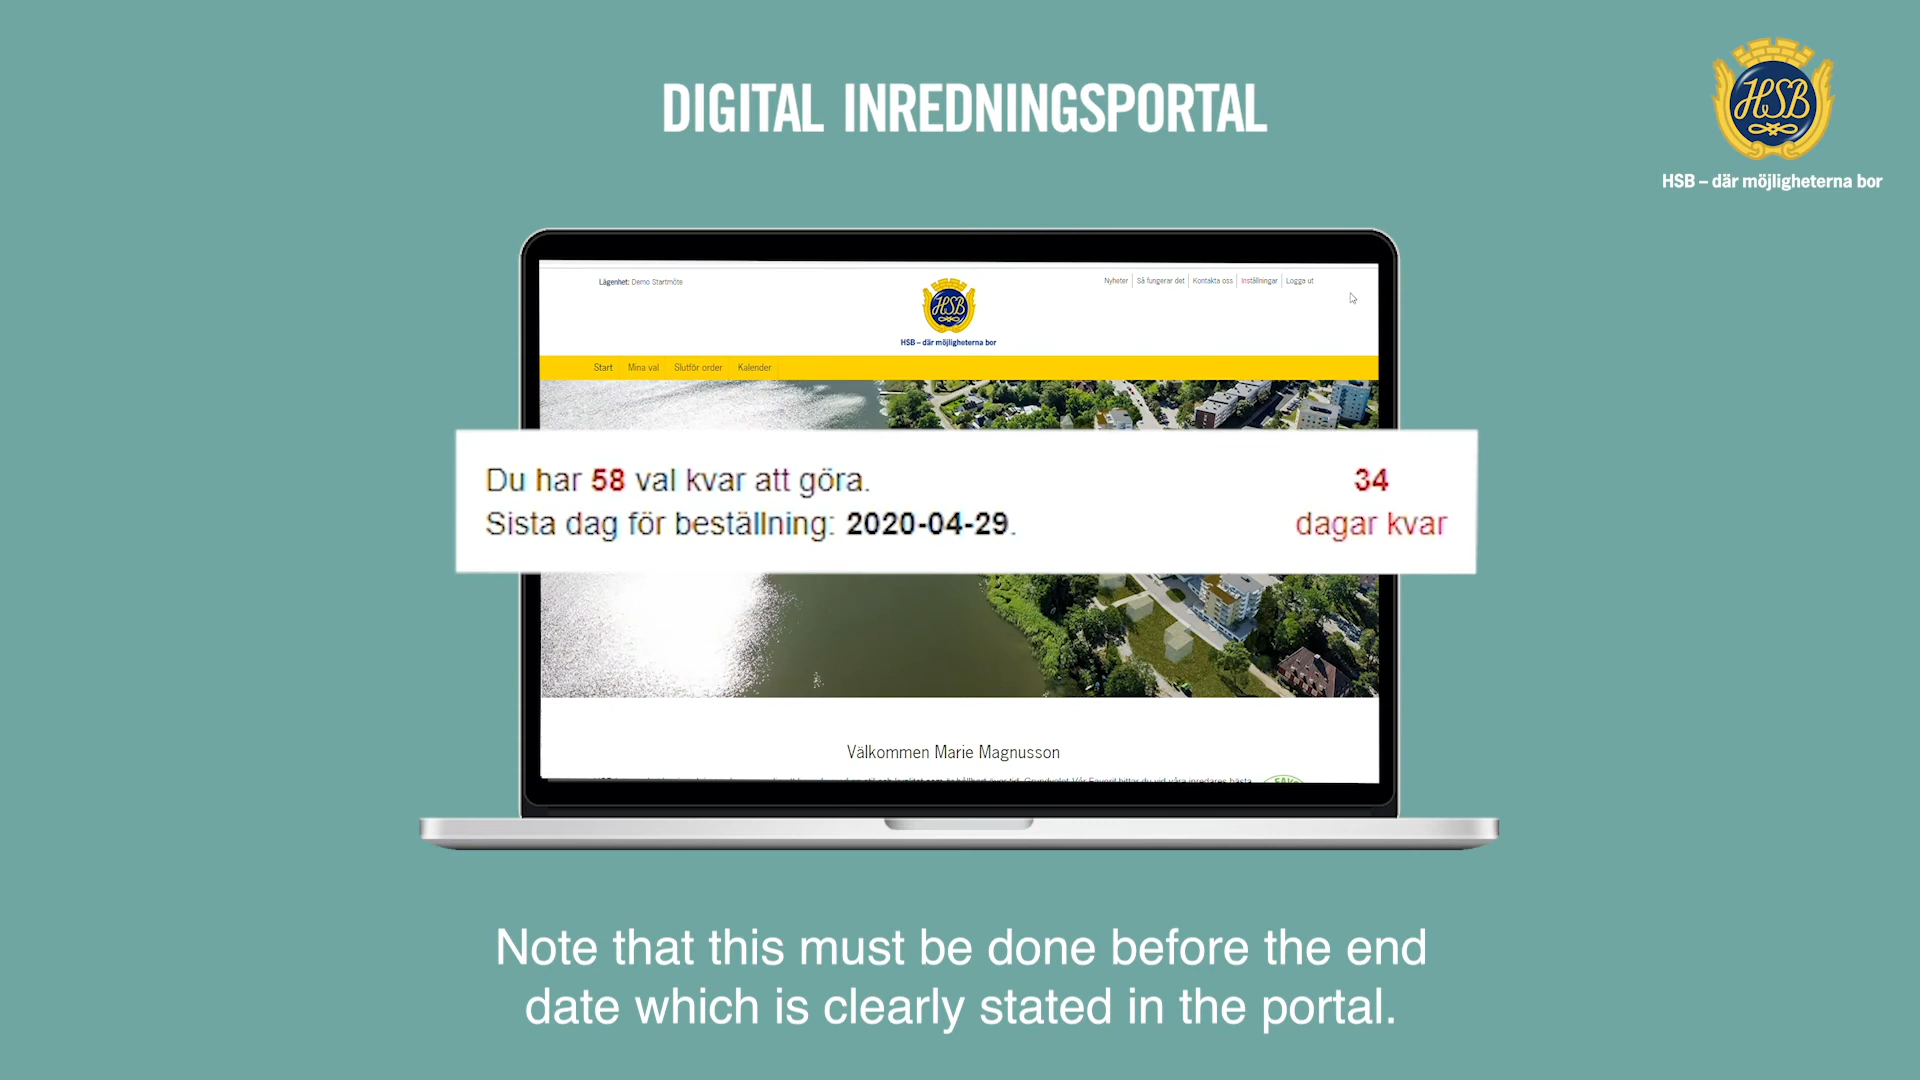 DIGITAL INREDNINGSPORTAL
HSB
HSB – där möjligheterna bor
Lägenhet: Demo Startmöte
Nyheter
Så fungerar det
Kontakta oss
Inställningar
Logga ut
HSB
HSB – där möjligheterna bor
Start
Mina val
Slutför order
Kalender
Du har 58 val kvar att göra.
34
Sista dag för beställning: 2020-04-29.
dagar kvar
Välkommen Marie Magnusson
Note that this must be done before the end
date which is clearly stated in the portal.